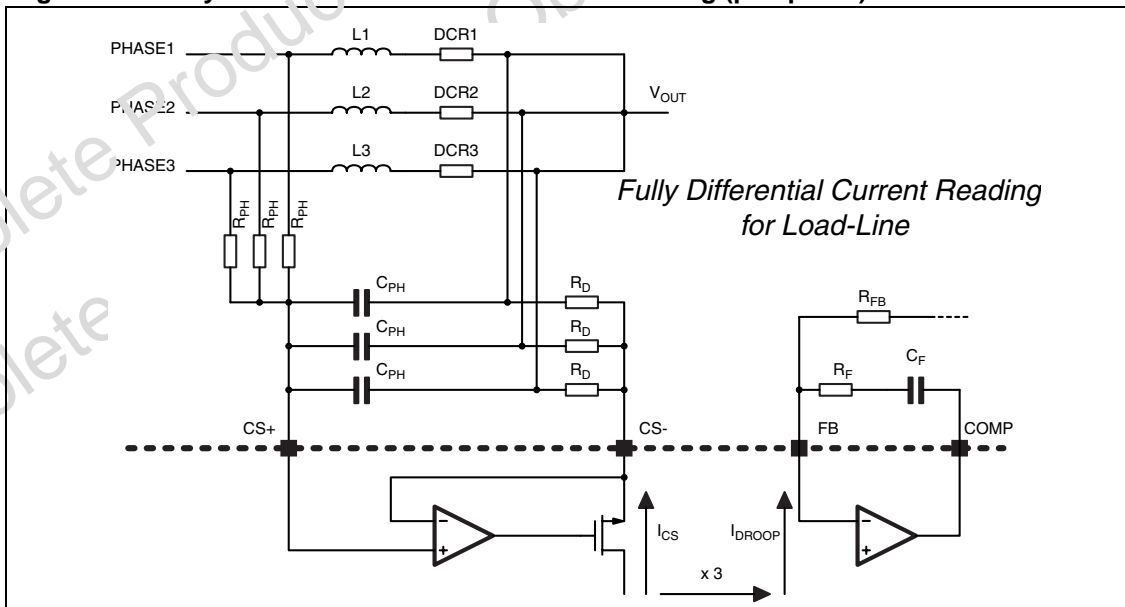 PHASE1
L1
DCR1
PHASE2
L2
DCR2
VOUT
PHASE3
L3
DCR3
Fully Differential Current Reading
for Load-Line
RPH
RPH
RPH
CPH
RD
RFB
CPH
RD
RF
CF
CPH
RD
CS+
CS-
FB
COMP
-
+
ICS
IDROOP
-
+
x 3